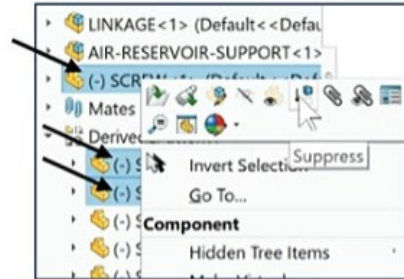 LINKAGE<1> (Default<<Defau
AIR-RESERVOIR-SUPPORT<1>
(-) SCREW<1> (Default<<Def
Mates
Derived
Suppress
(-) S
Invert Selection
(-) S
Go To...
(-) S
Component
(-) S
Hidden Tree Items